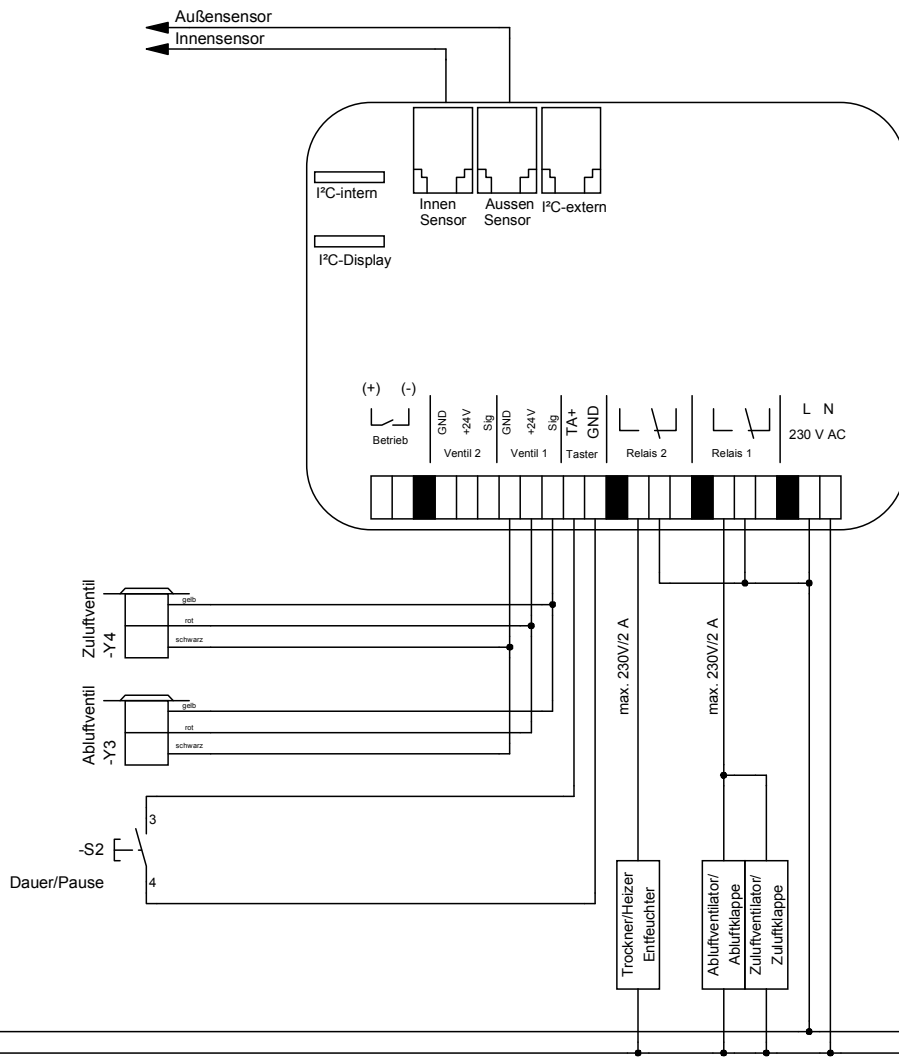 Außensensor
Innensensor
I²C-intern
Innen
Sensor
Aussen
Sensor
I²C-extern
I²C-Display
(+) (-)
Betrieb
GND
+24V
Sig
Ventil 2
GND
+24V
Sig
Ventil 1
TA+
GND
Taster
Relais 2
Relais 1
L N
230 V AC
Zuluftventil
-Y4
gelb
rot
schwarz
Abluftventil
-Y3
gelb
rot
schwarz
max. 230V/2 A
max. 230V/2 A
3
-S2
4
Dauer/Pause
Trockner/Heizer
Entfeuchter
Abluftventilator/
Abluftklappe
Zuluftventilator/
Zuluftklappe